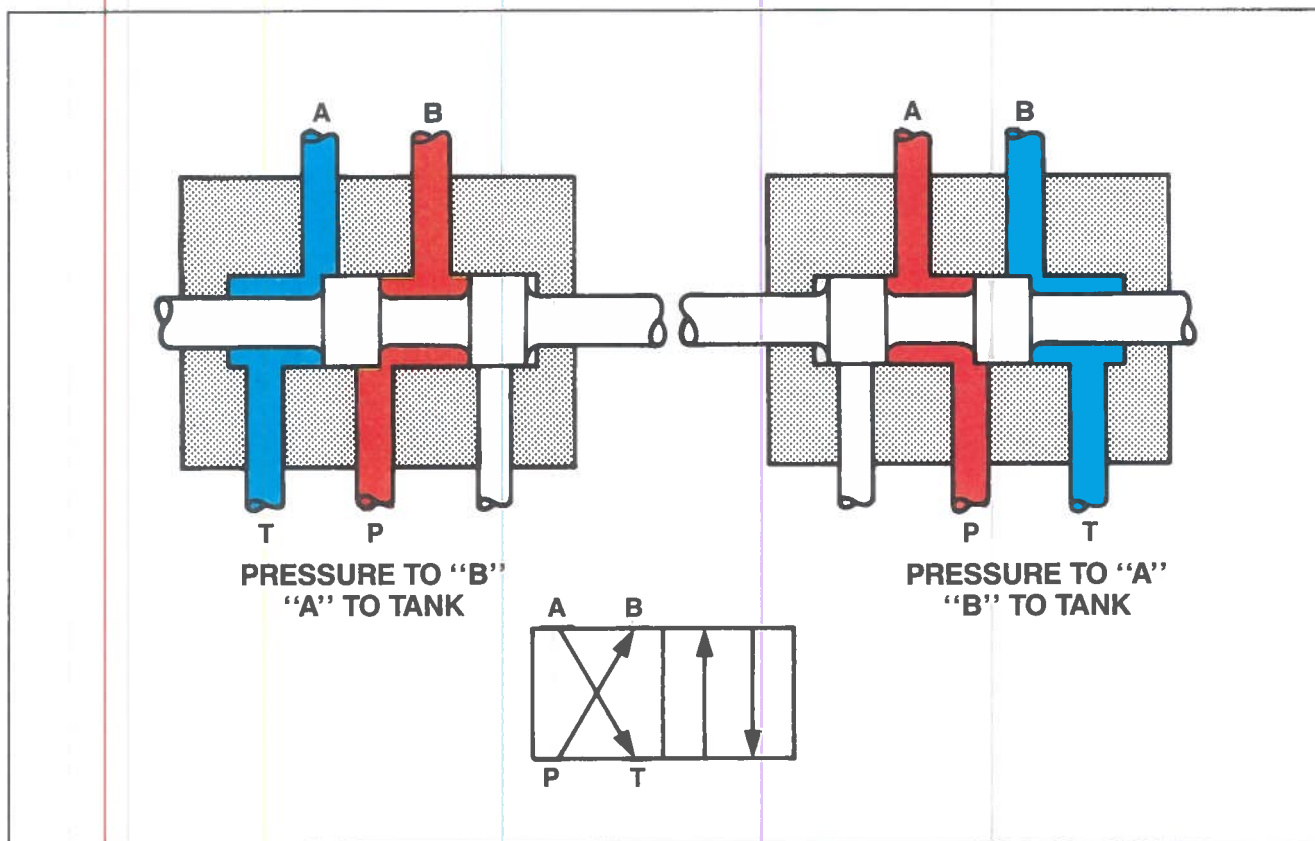 A B
A B
T P
P T
PRESSURE TO “B”
“A” TO TANK
PRESSURE TO “A”
“B” TO TANK
A B
P T